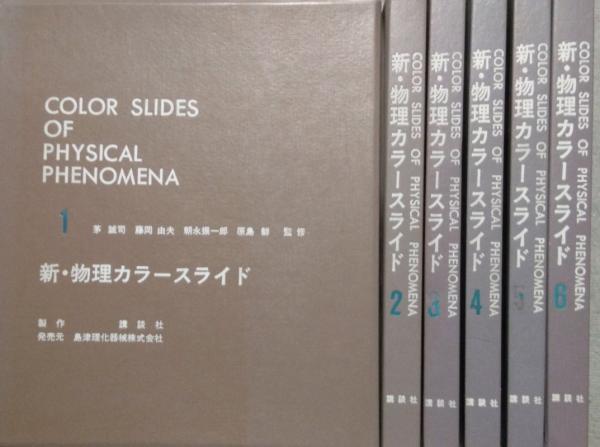 COLOR SLIDES
OF
PHYSICAL
PHENOMENA
1
茅 誠司 藤岡 由夫 朝永振一郎 原島 鮮 監修
新・物理カラースライド
製作 講談社
発売元 島津理化器械株式会社
COLOR SLIDES OF PHYSICAL PHENOMENA
新・物理カラースライド
2
講談社
COLOR SLIDES OF PHYSICAL PHENOMENA
新・物理カラースライド
3
講談社
COLOR SLIDES OF PHYSICAL PHENOMENA
新・物理カラースライド
4
講談社
COLOR SLIDES OF PHYSICAL PHENOMENA
新・物理カラースライド
5
講談社
COLOR SLIDES OF PHYSICAL PHENOMENA
新・物理カラースライド
6
講談社